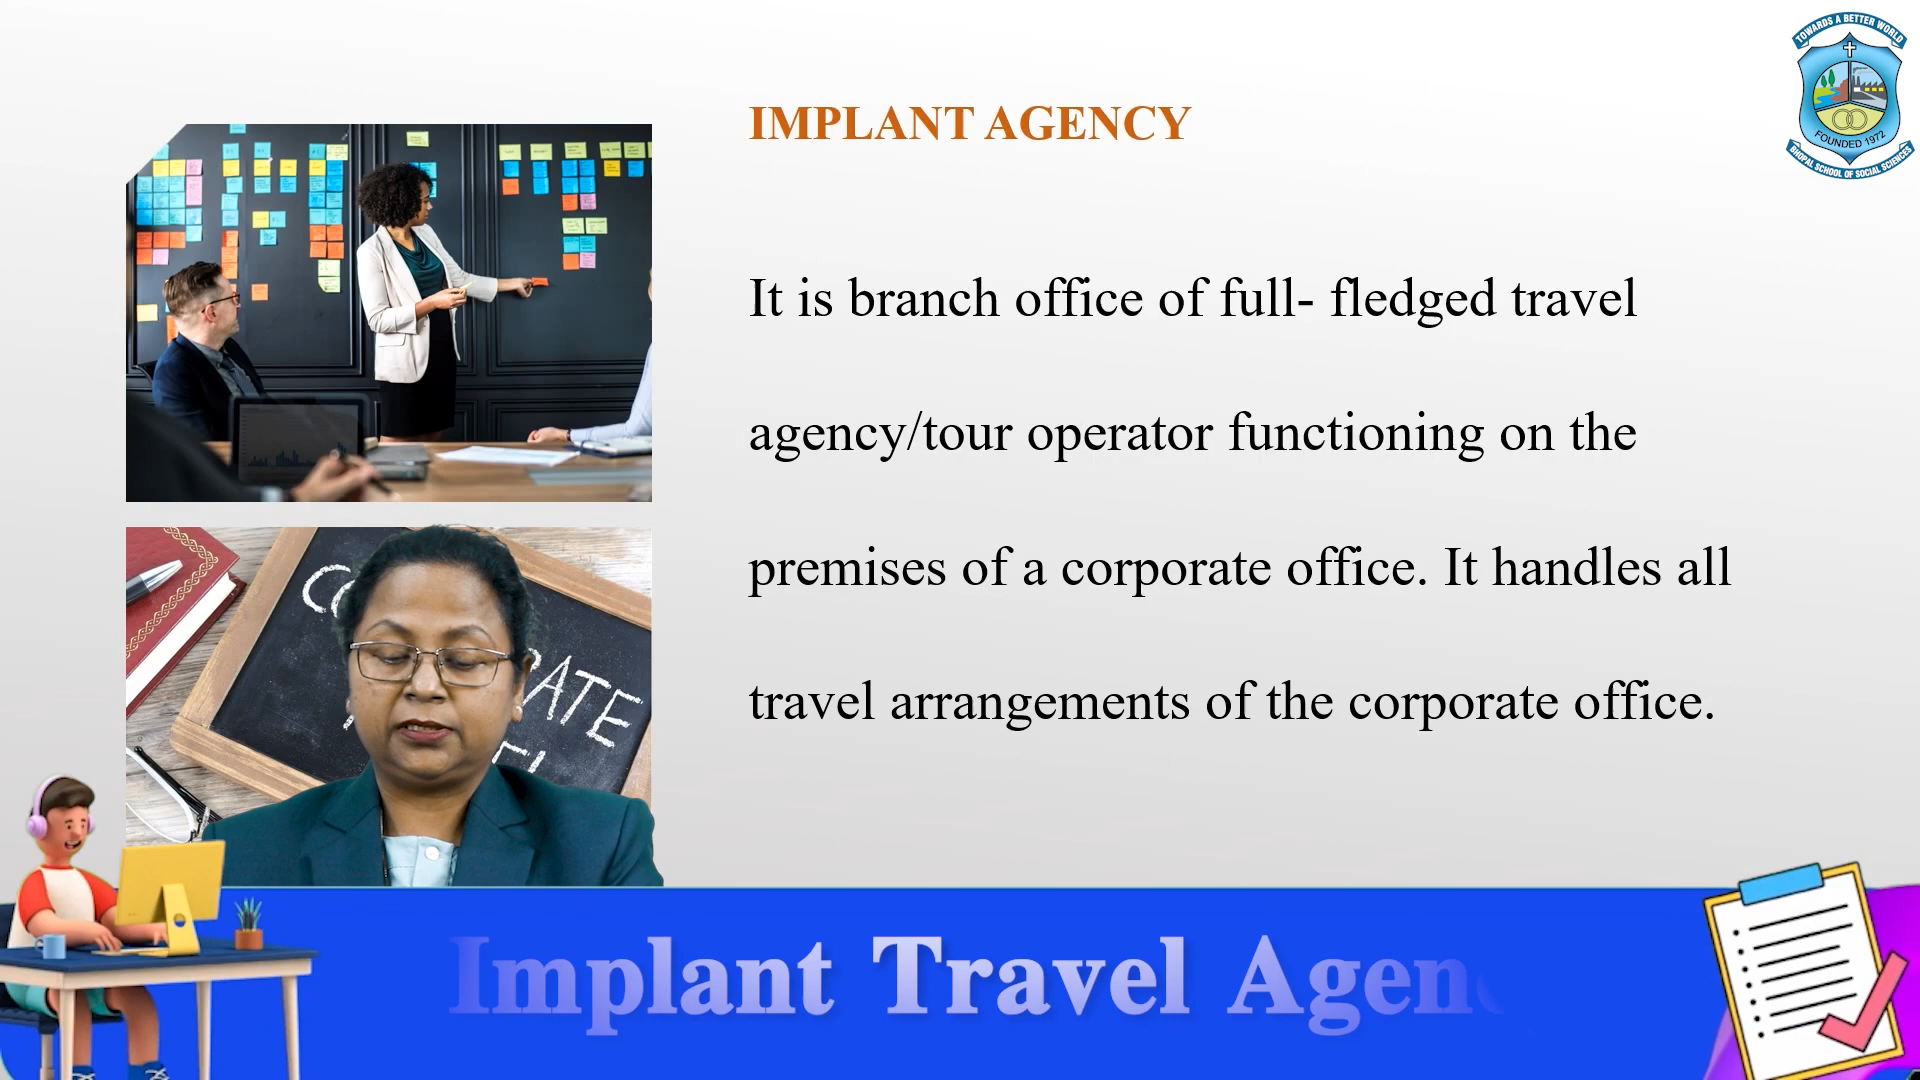 TOWARDS A BETTER WORLD
FOUNDED 1972
BHOPAL SCHOOL OF SOCIAL SCIENCES
IMPLANT AGENCY
It is branch office of full- fledged travel
agency/tour operator functioning on the
premises of a corporate office. It handles all
travel arrangements of the corporate office.
Implant Travel Agen